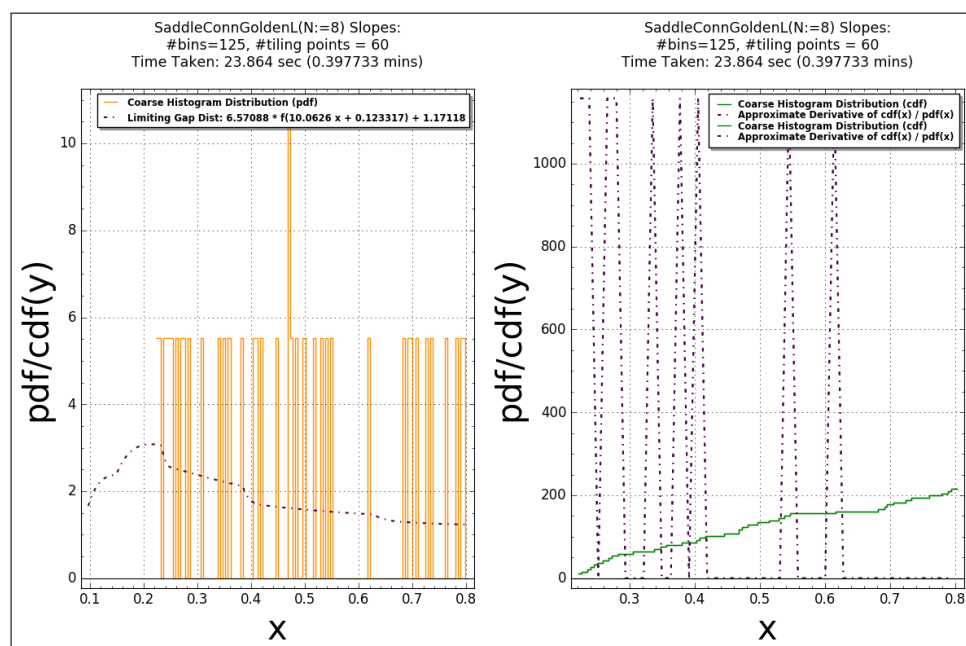 SaddleConnGoldenL(N:=8) Slopes:
#bins=125, #tiling points = 60
Time Taken: 23.864 sec (0.397733 mins)
Coarse Histogram Distribution (pdf)
Limiting Gap Dist: 6.57088 * f(10.0626 x + 0.123317) + 1.17118
10
8
6
4
2
0
pdf/cdf(y)
0.1 0.2 0.3 0.4 0.5 0.6 0.7 0.8
x
SaddleConnGoldenL(N:=8) Slopes:
#bins=125, #tiling points = 60
Time Taken: 23.864 sec (0.397733 mins)
Coarse Histogram Distribution (cdf)
Approximate Derivative of cdf(x) / pdf(x)
Coarse Histogram Distribution (cdf)
Approximate Derivative of cdf(x) / pdf(x)
1000
800
600
400
200
0
pdf/cdf(y)
0.3 0.4 0.5 0.6 0.7 0.8
x